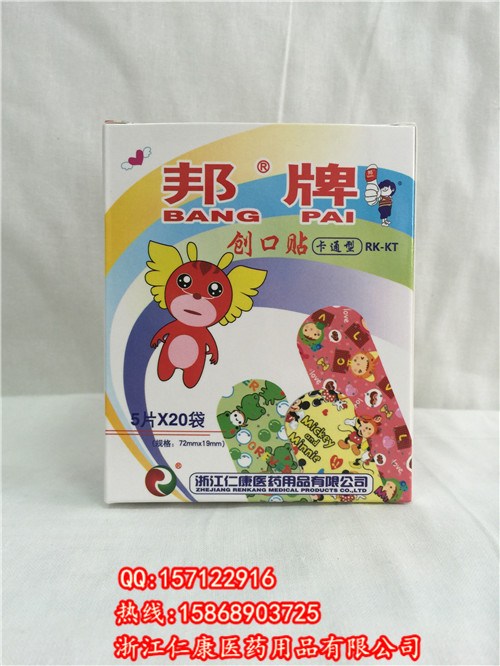 邦®牌
BANG PAI
创口贴 卡通型 RK-KT
5片X20袋
(规格：72mmx19mm)
love
Mickey
and
Minnie
浙江仁康医药用品有限公司
ZHEJIANG RENKANG MEDICAL PRODUCTS CO.,LTD
QQ:157122916
热线:15868903725
浙江仁康医药用品有限公司